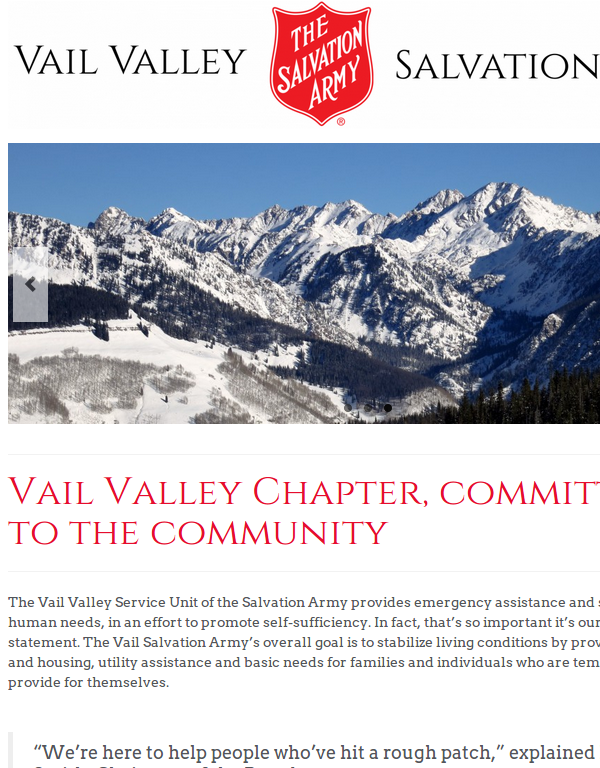 Vail Valley THE SALVATION ARMY ® Salvation
Vail Valley Chapter, commit
to the community
The Vail Valley Service Unit of the Salvation Army provides emergency assistance and
human needs, in an effort to promote self-sufficiency. In fact, that’s so important it’s our
statement. The Vail Salvation Army’s overall goal is to stabilize living conditions by
and housing, utility assistance and basic needs for families and individuals who are
provide for themselves.
“We’re here to help people who’ve hit a rough patch,” explained